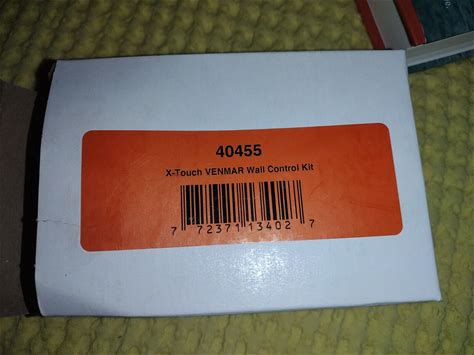 40455
X-Touch VENMAR Wall Control Kit
7 72371 13402 7